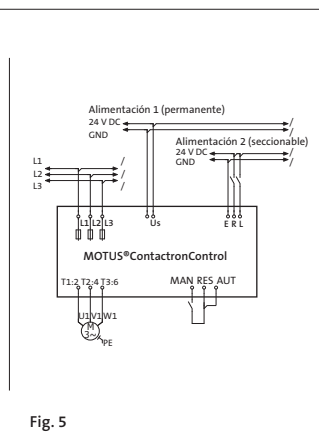 Alimentación 1 (permanente)
24 V DC
GND
Alimentación 2 (seccionable)
24 V DC
GND
L1
L2
L3
L1 L2 L3
Us
E R L
MOTUS®ContactronControl
T1:2 T2:4 T3:6
MAN RES AUT
U1 V1 W1
M
3~
PE
Fig. 5